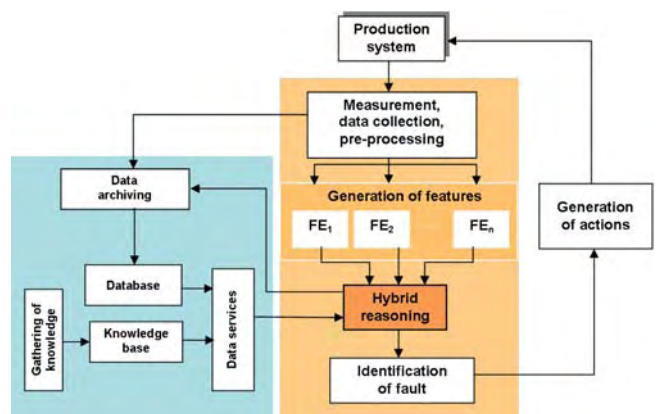 Production
system
Measurement,
data collection,
pre-processing
Generation of features
FE1
FE2
FEn
Hybrid
reasoning
Identification
of fault
Generation
of actions
Data
archiving
Database
Knowledge
base
Gathering of
knowledge
Data services